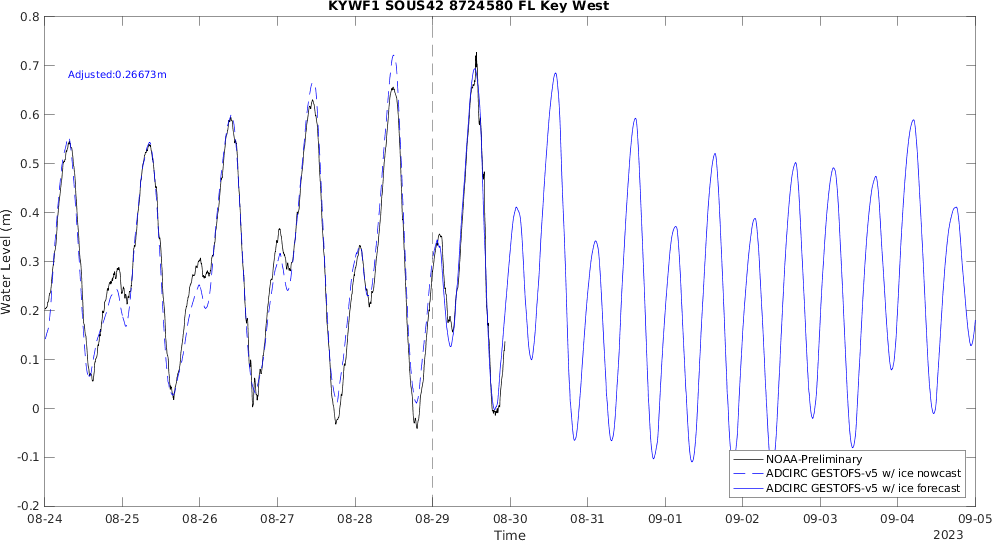 KYWF1 SOUS42 8724580 FL Key West
0.8
0.7
0.6
0.5
0.4
0.3
0.2
0.1
0
-0.1
-0.2
Water Level (m)
Adjusted:0.26673m
NOAA-Preliminary
ADCIRC GESTOFS-v5 w/ ice nowcast
ADCIRC GESTOFS-v5 w/ ice forecast
08-24 08-25 08-26 08-27 08-28 08-29 08-30 08-31 09-01 09-02 09-03 09-04 09-05
Time
2023